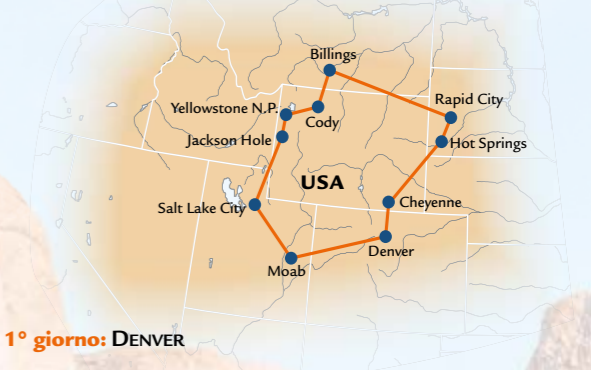 Billings
Rapid City
Yellowstone N.P.
Cody
Jackson Hole
Hot Springs
USA
Cheyenne
Salt Lake City
Denver
Moab
1° giorno: DENVER